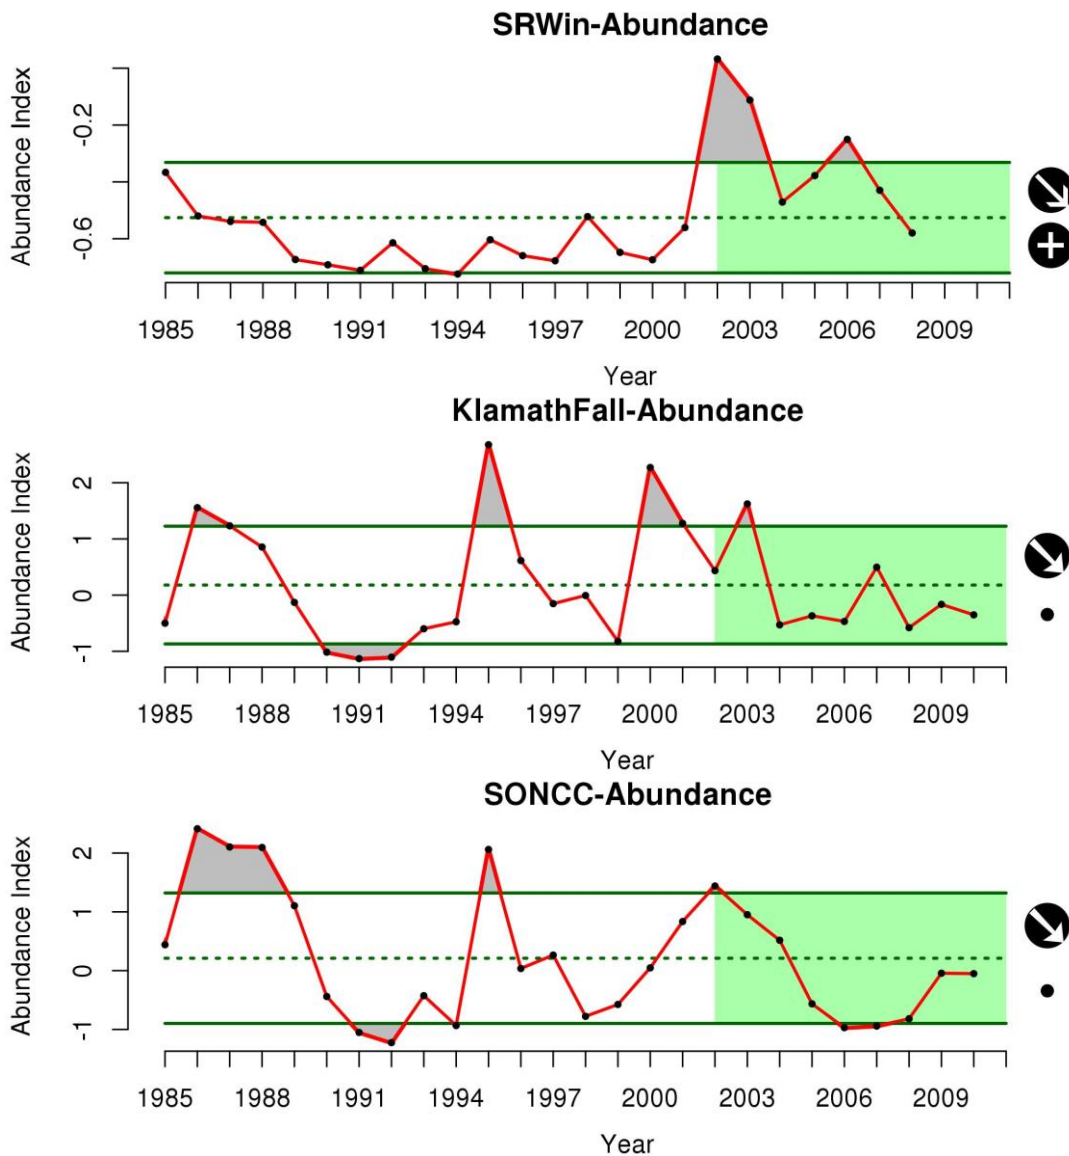 SRWin-Abundance
Abundance Index
-0.2
-0.6
1985 1988 1991 1994 1997 2000 2003 2006 2009
Year
KlamathFall-Abundance
Abundance Index
2
1
0
-1
1985 1988 1991 1994 1997 2000 2003 2006 2009
Year
SONCC-Abundance
Abundance Index
2
1
0
-1
1985 1988 1991 1994 1997 2000 2003 2006 2009
Year